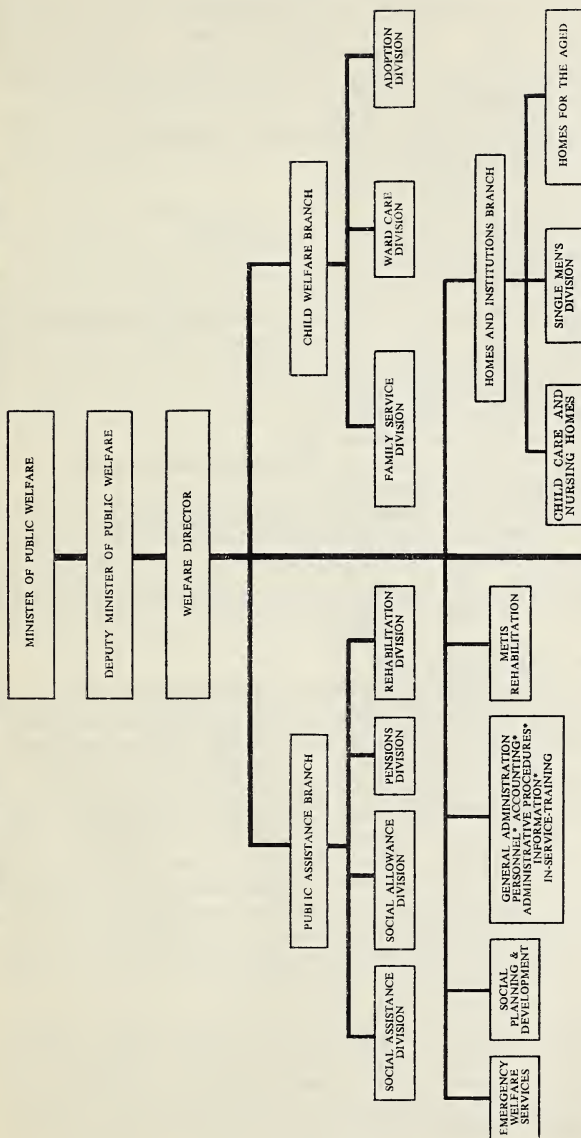 MINISTER OF PUBLIC WELFARE
DEPUTY MINISTER OF PUBLIC WELFARE
WELFARE DIRECTOR
PUBLIC ASSISTANCE BRANCH
CHILD WELFARE BRANCH
SOCIAL ASSISTANCE
DIVISION
SOCIAL ALLOWANCE
DIVISION
PENSIONS
DIVISION
REHABILITATION
DIVISION
FAMILY SERVICE
DIVISION
WARD CARE
DIVISION
ADOPTION
DIVISION
HOMES AND INSTITUTIONS BRANCH
EMERGENCY
WELFARE
SERVICES
SOCIAL
PLANNING &
DEVELOPMENT
GENERAL ADMINISTRATION
PERSONNEL* ACCOUNTING*
ADMINISTRATIVE PROCEDURES*
INFORMATION*
IN-SERVICE-TRAINING
METIS
REHABILITATION
CHILD CARE AND
NURSING HOMES
SINGLE MEN'S
DIVISION
HOMES FOR THE AGED